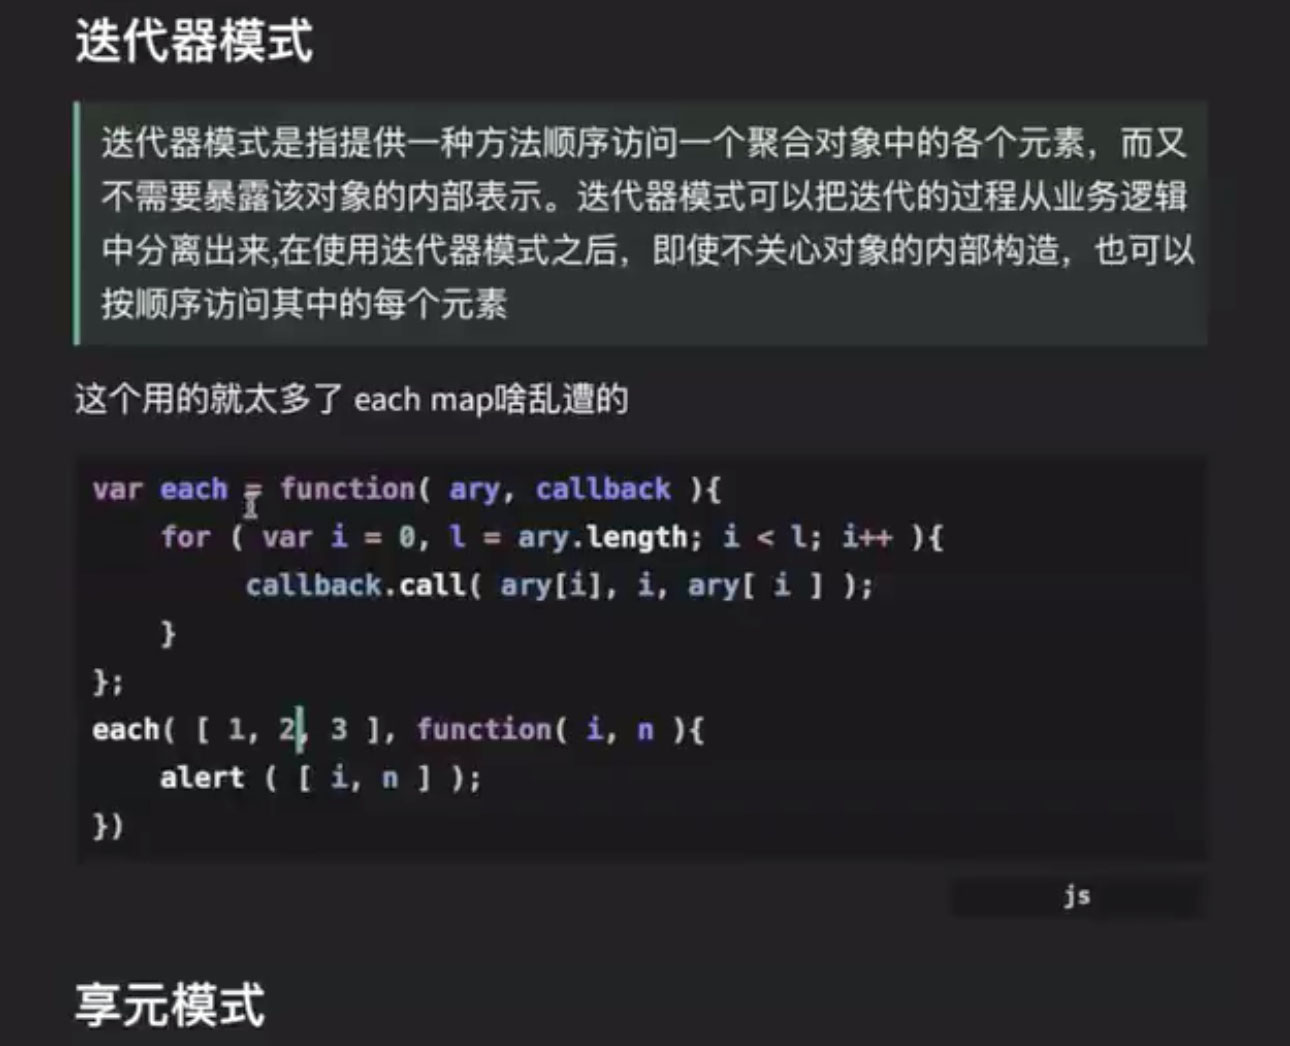 迭代器模式
迭代器模式是指提供一种方法顺序访问一个聚合对象中的各个元素，而又
不需要暴露该对象的内部表示。迭代器模式可以把迭代的过程从业务逻辑
中分离出来,在使用迭代器模式之后，即使不关心对象的内部构造，也可以
按顺序访问其中的每个元素
这个用的就太多了 each map啥乱遭的
var each = function( ary, callback ){
    for ( var i = 0, l = ary.length; i < l; i++ ){
         callback.call( ary[i], i, ary[ i ] );
    }
};
each( [ 1, 2, 3 ], function( i, n ){
    alert ( [ i, n ] );
})
js
享元模式